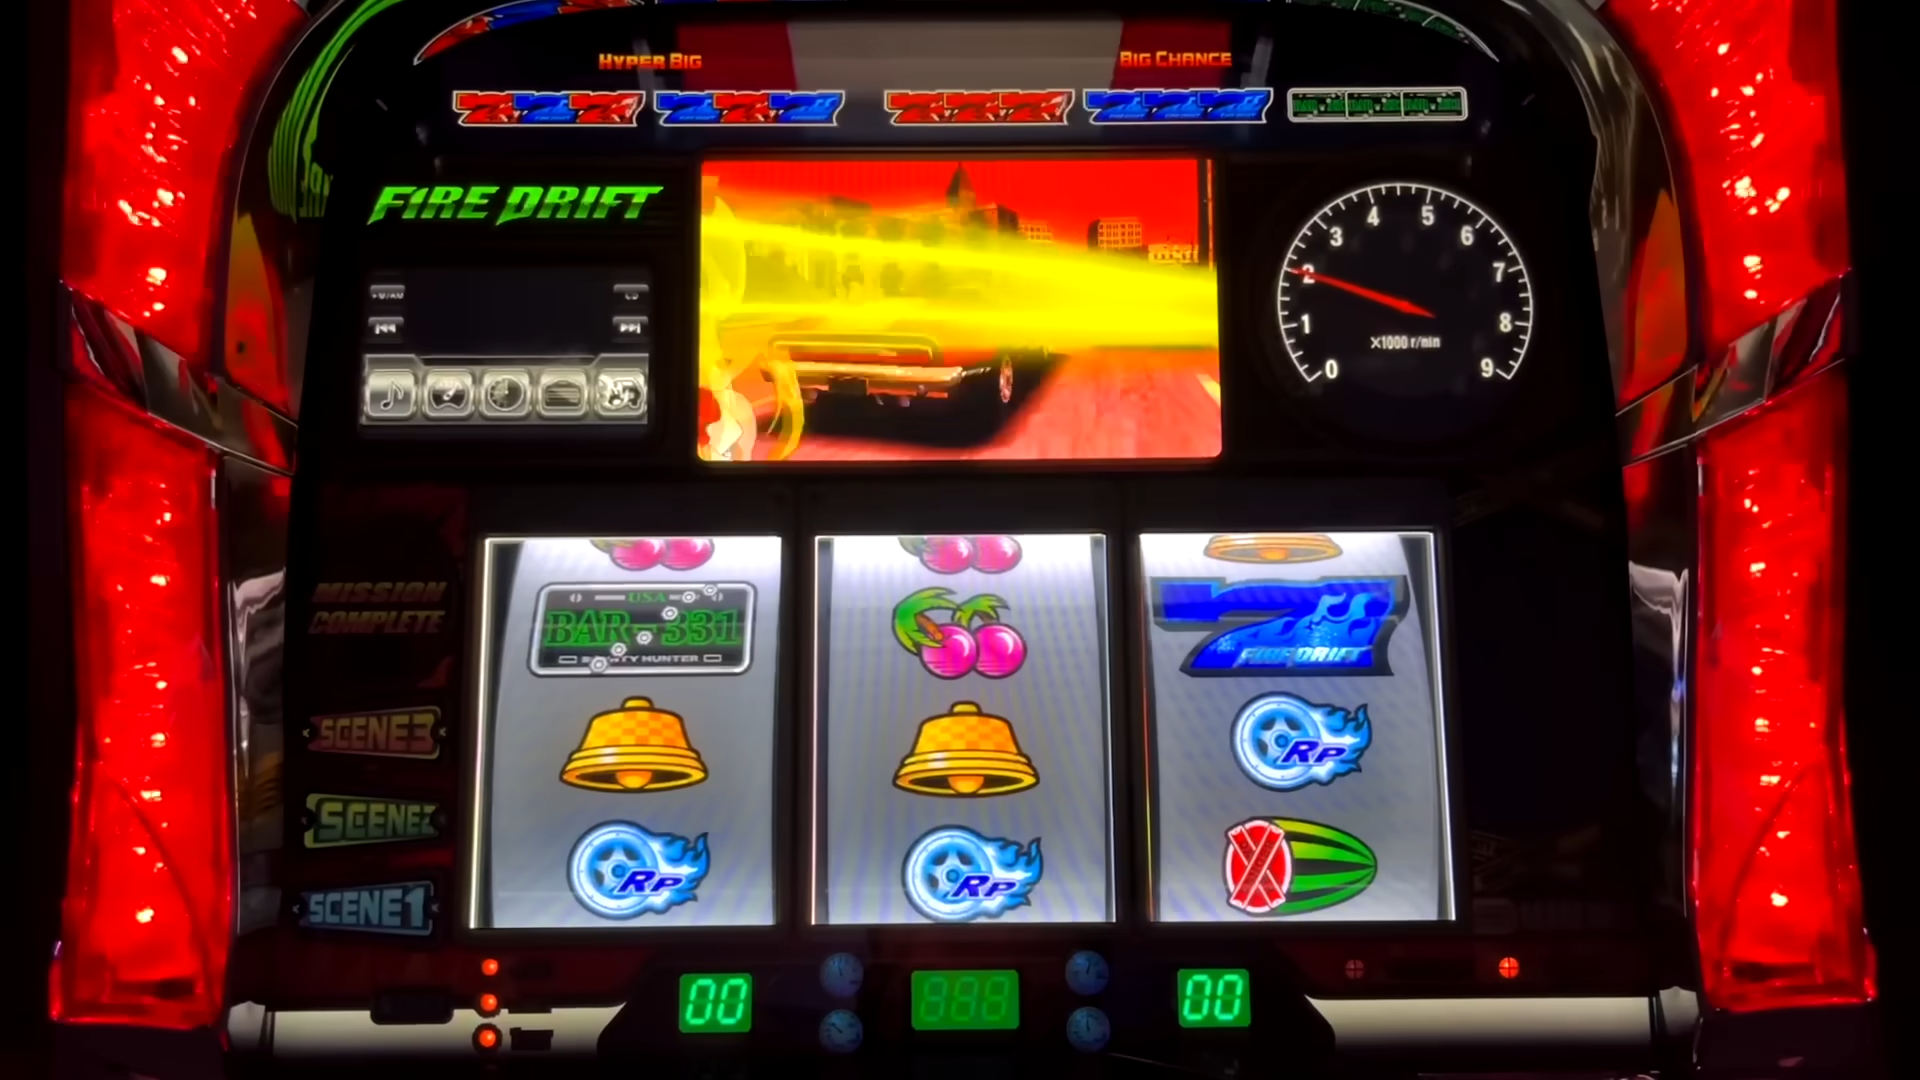 HYPER BIG
BIG CHANCE
FIRE DRIFT
0 1 2 3 4 5 6 7 8 9
×1000 r/min
USA
BAR-331
FIRE DRIFT
RP
RP
RP
MISSION
COMPLETE
SCENE3
SCENE2
SCENE1
00
888
00